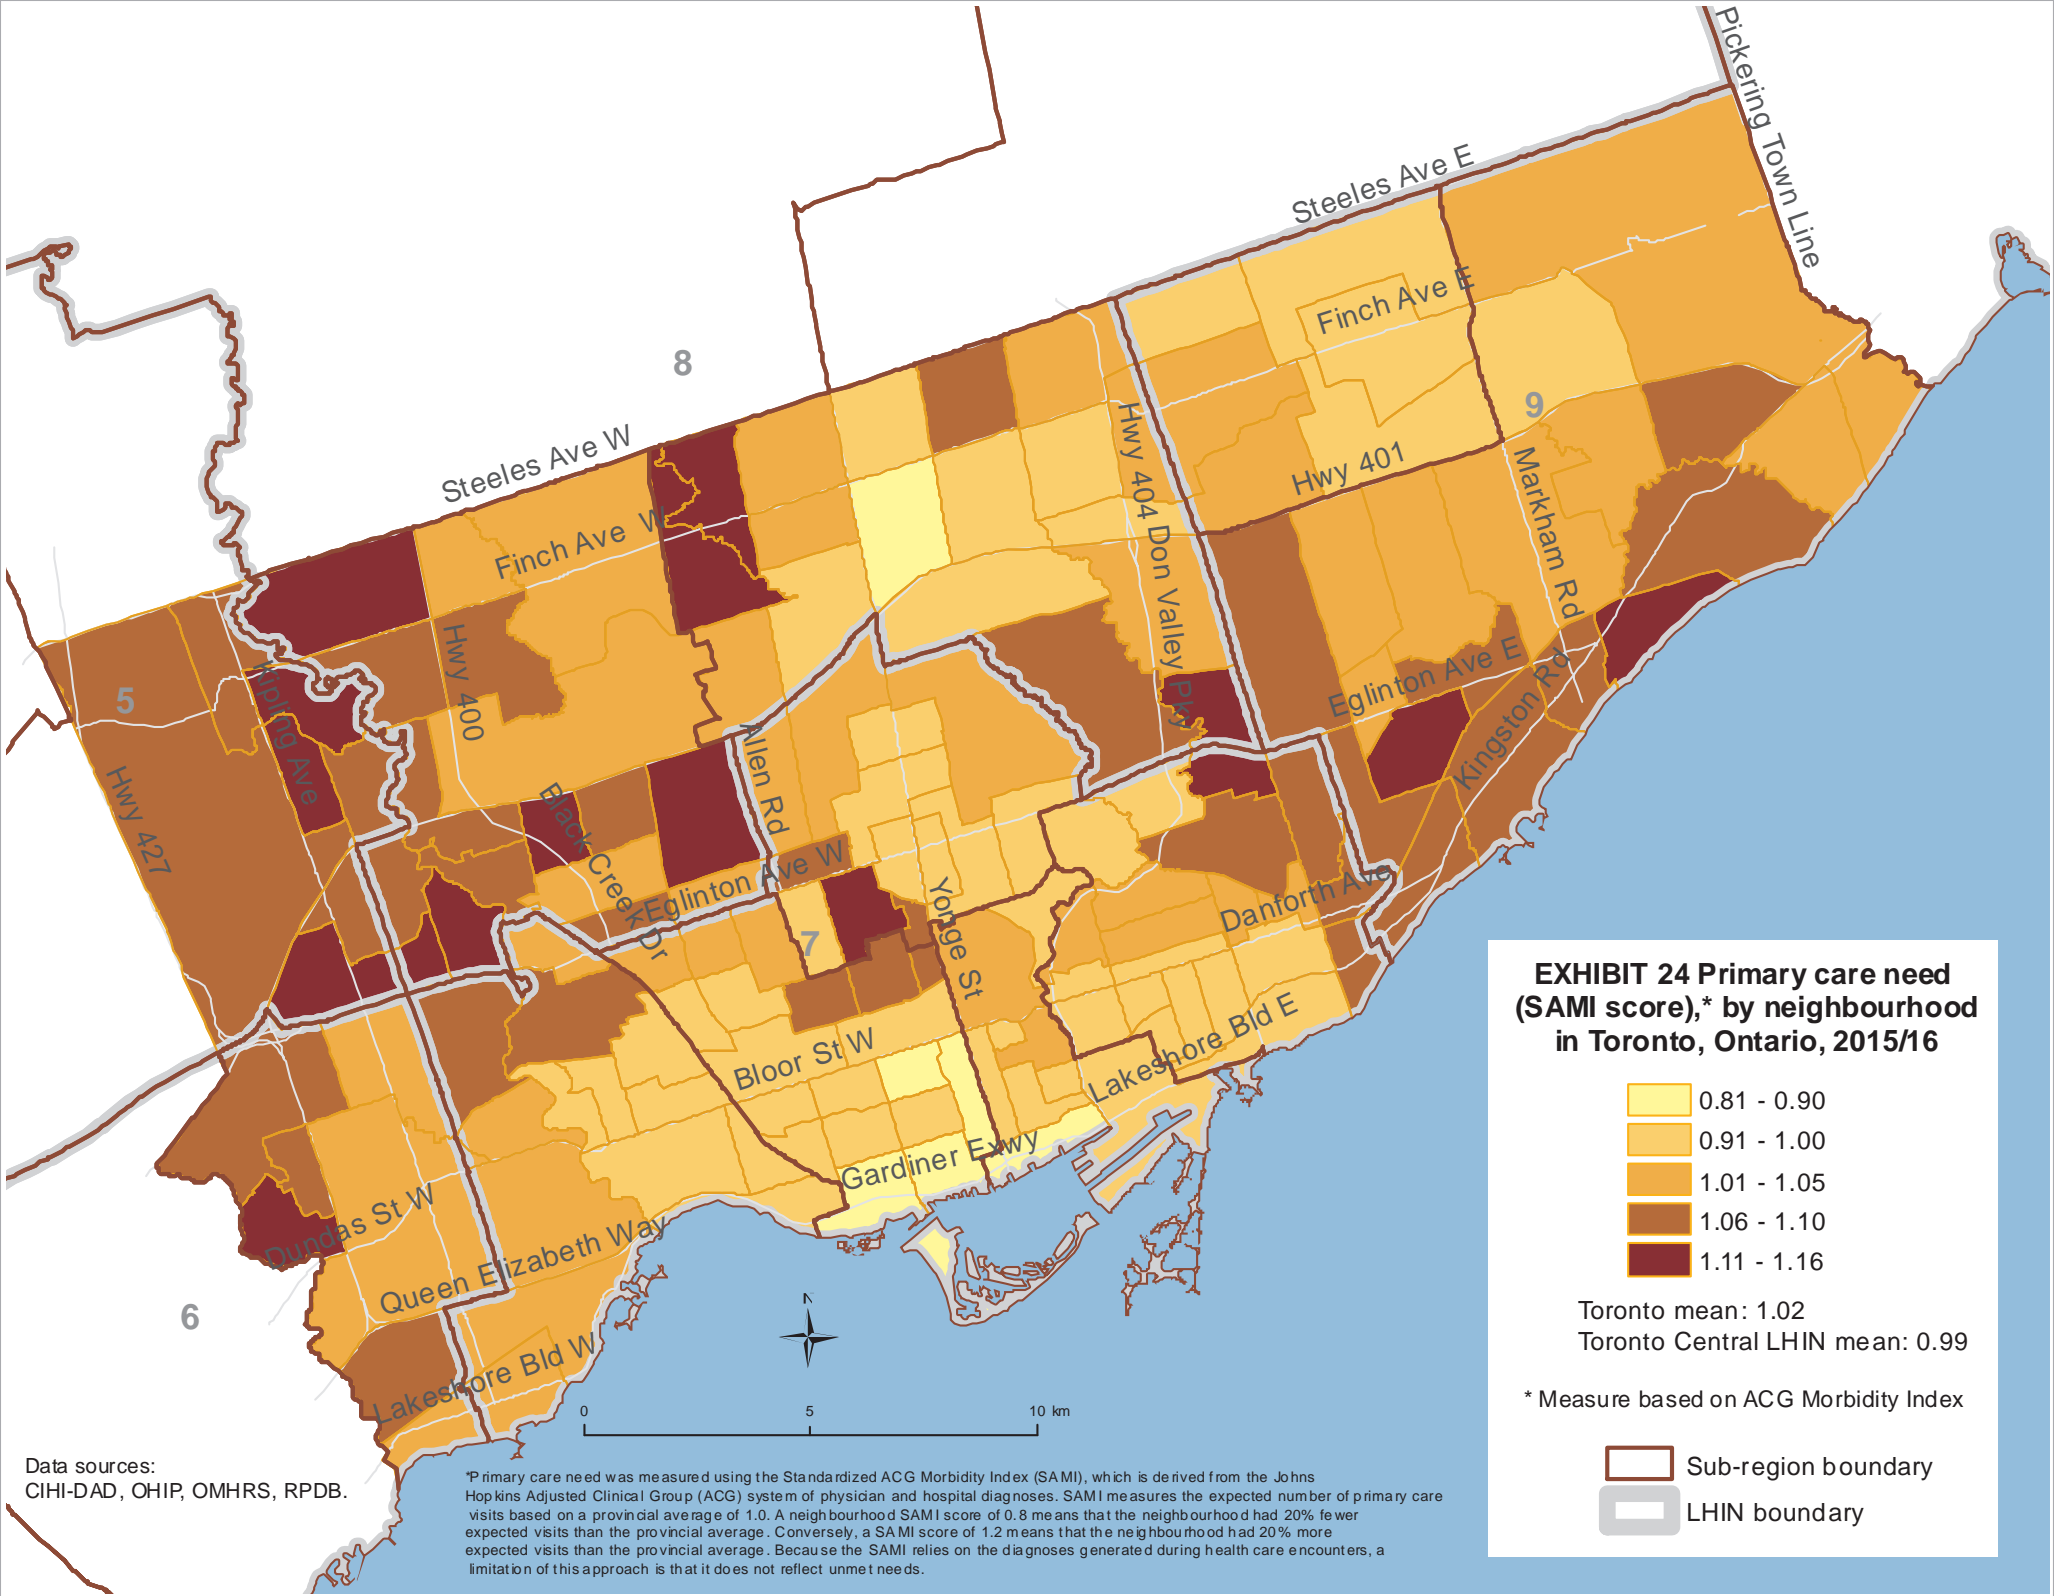 Pickering Town Line
Steeles Ave E
Finch Ave E
8
9
Steeles Ave W
Hwy 404
Hwy 401
Markham Rd
Finch Ave W
Don Valley Pky
5
Kipling Ave
Hwy 400
Eglinton Ave E
Kingston Rd
Hwy 427
Black Creek Dr
Allen Rd
Eglinton Ave W
7
Yonge St
Danforth Ave
Bloor St W
Lakeshore Bld E
Gardiner Exwy
Dundas St W
Queen Elizabeth Way
6
Lakeshore Bld W
N
0 5 10 km
EXHIBIT 24 Primary care need
(SAMI score),* by neighbourhood
in Toronto, Ontario, 2015/16
0.81 - 0.90
0.91 - 1.00
1.01 - 1.05
1.06 - 1.10
1.11 - 1.16
Toronto mean: 1.02
Toronto Central LHIN mean: 0.99
* Measure based on ACG Morbidity Index
Sub-region boundary
LHIN boundary
Data sources:
CIHI-DAD, OHIP, OMHRS, RPDB.
*Primary care need was measured using the Standardized ACG Morbidity Index (SAMI), which is derived from the Johns
Hopkins Adjusted Clinical Group (ACG) system of physician and hospital diagnoses. SAMI measures the expected number of primary care
visits based on a provincial average of 1.0. A neighbourhood SAMI score of 0.8 means that the neighbourhood had 20% fewer
expected visits than the provincial average. Conversely, a SAMI score of 1.2 means that the neighbourhood had 20% more
expected visits than the provincial average. Because the SAMI relies on the diagnoses generated during health care encounters, a
limitation of this approach is that it does not reflect unmet needs.